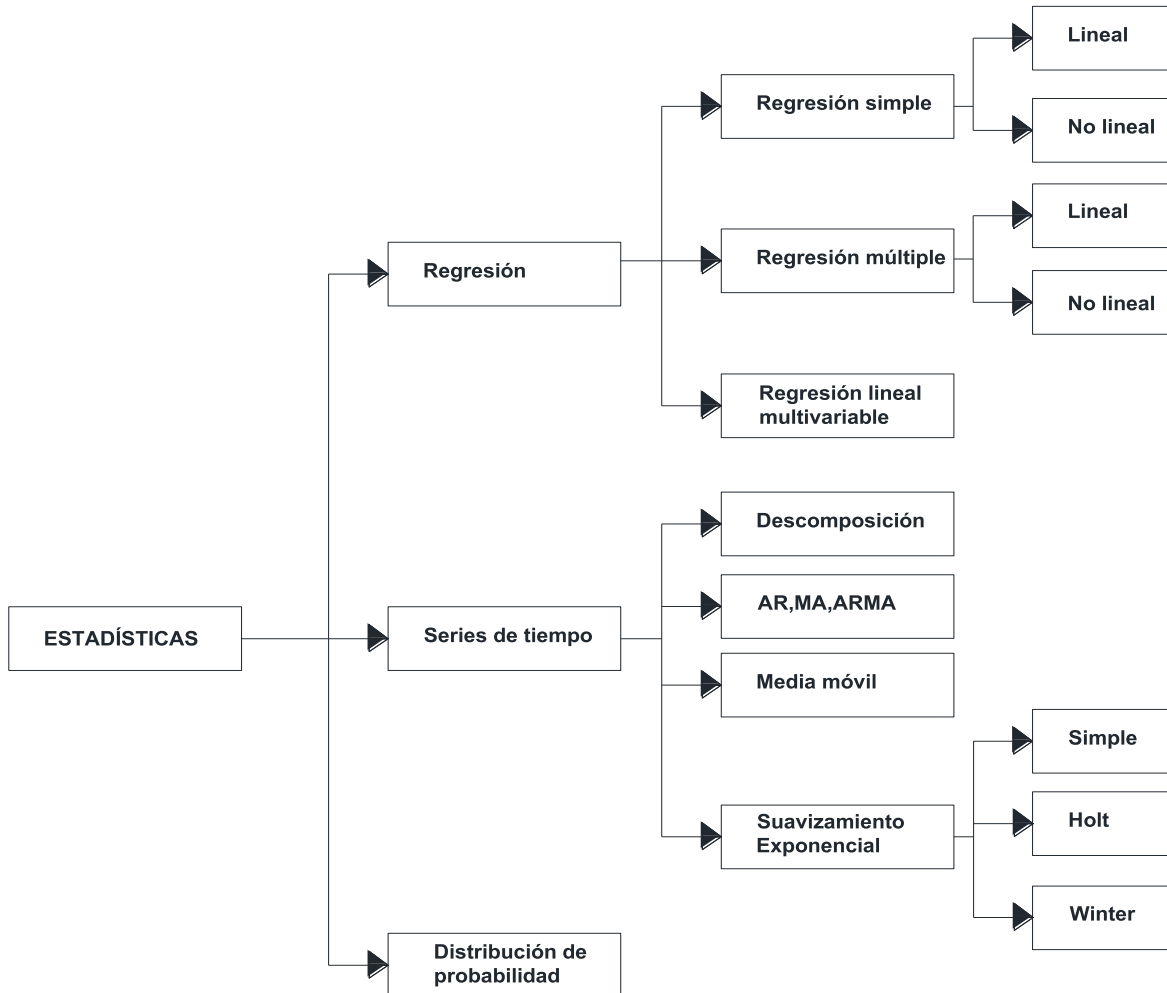 Lineal
Regresión simple
No lineal
Lineal
Regresión múltiple
Regresión
No lineal
Regresión lineal
multivariable
Descomposición
AR,MA,ARMA
ESTADÍSTICAS
Series de tiempo
Media móvil
Simple
Suavizamiento
Exponencial
Holt
Winter
Distribución de
probabilidad